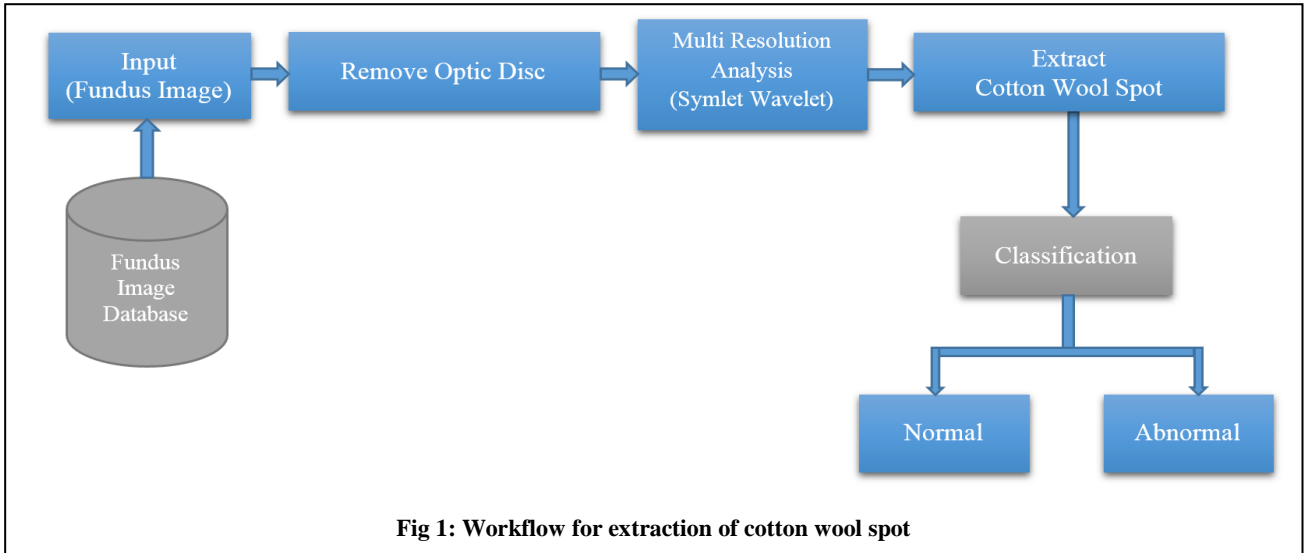 Input
(Fundus Image)
Remove Optic Disc
Multi Resolution
Analysis
(Symlet Wavelet)
Extract
Cotton Wool Spot
Fundus
Image
Database
Classification
Normal
Abnormal
Fig 1: Workflow for extraction of cotton wool spot